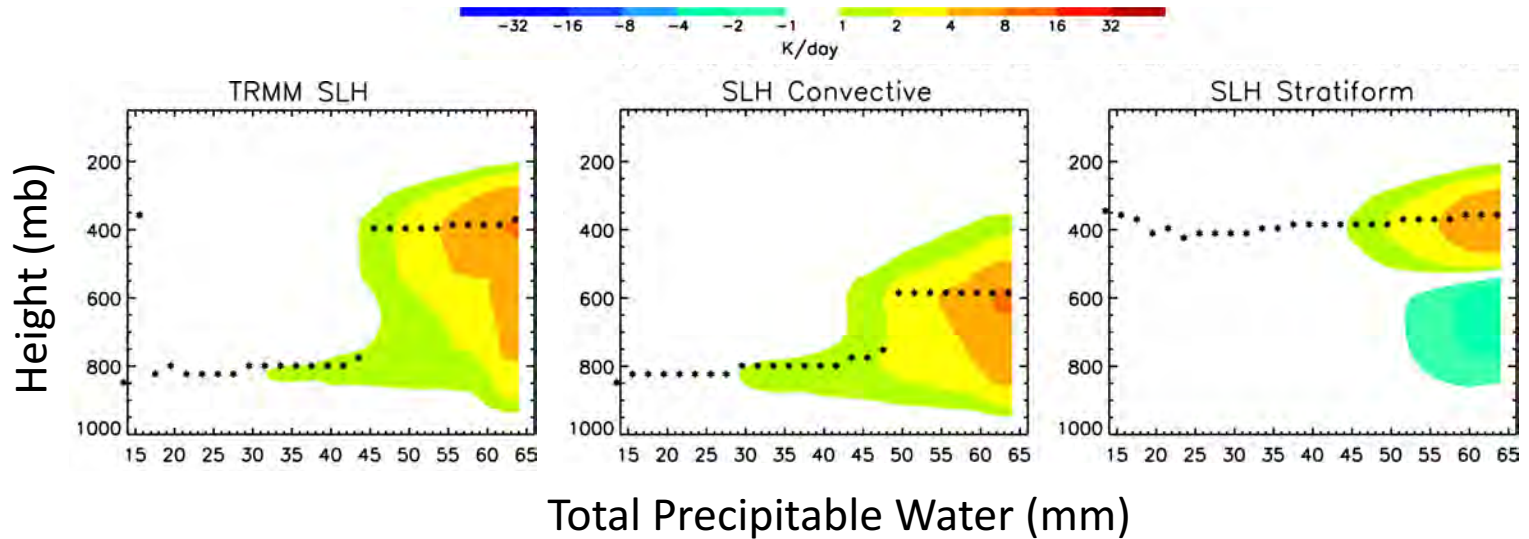 -32 -16 -8 -4 -2 -1 1 2 4 8 16 32
K/day
TRMM SLH
SLH Convective
SLH Stratiform
Height (mb)
200
400
600
800
1000
15 20 25 30 35 40 45 50 55 60 65
200
400
600
800
1000
15 20 25 30 35 40 45 50 55 60 65
200
400
600
800
1000
15 20 25 30 35 40 45 50 55 60 65
Total Precipitable Water (mm)